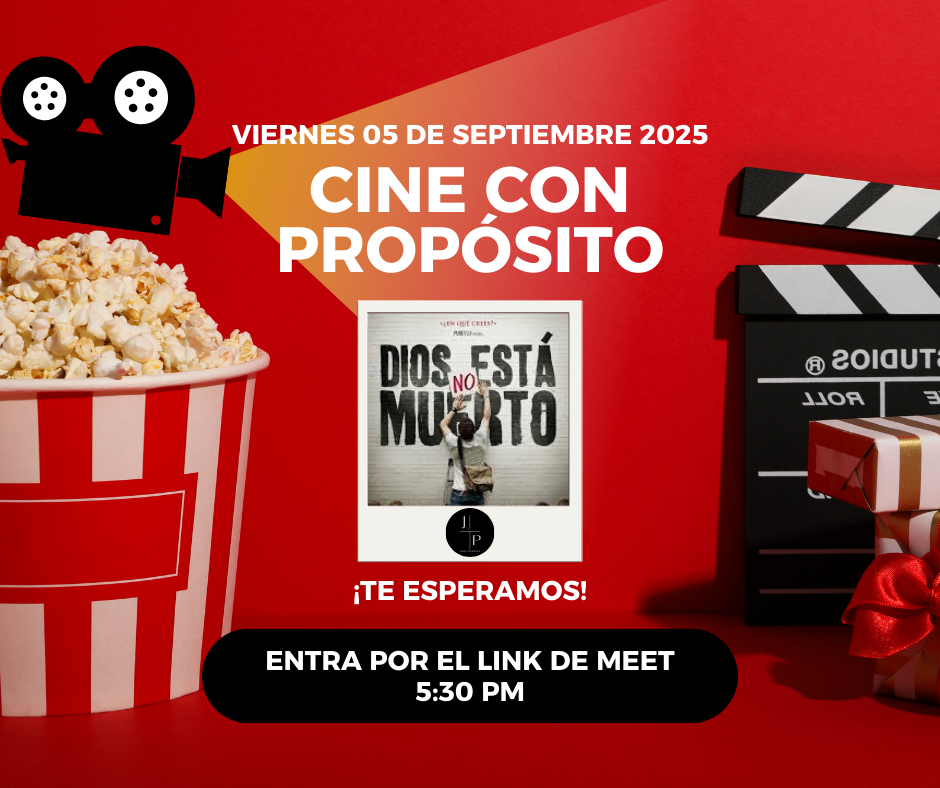 VIERNES 05 DE SEPTIEMBRE 2025
CINE CON
PROPÓSITO
«¿EN QUÉ CREES?»
PUREFLIX
DIOS NO ESTÁ
MUERTO
J P
¡TE ESPERAMOS!
ENTRA POR EL LINK DE MEET
5:30 PM
STUDIOS ®
ROLL